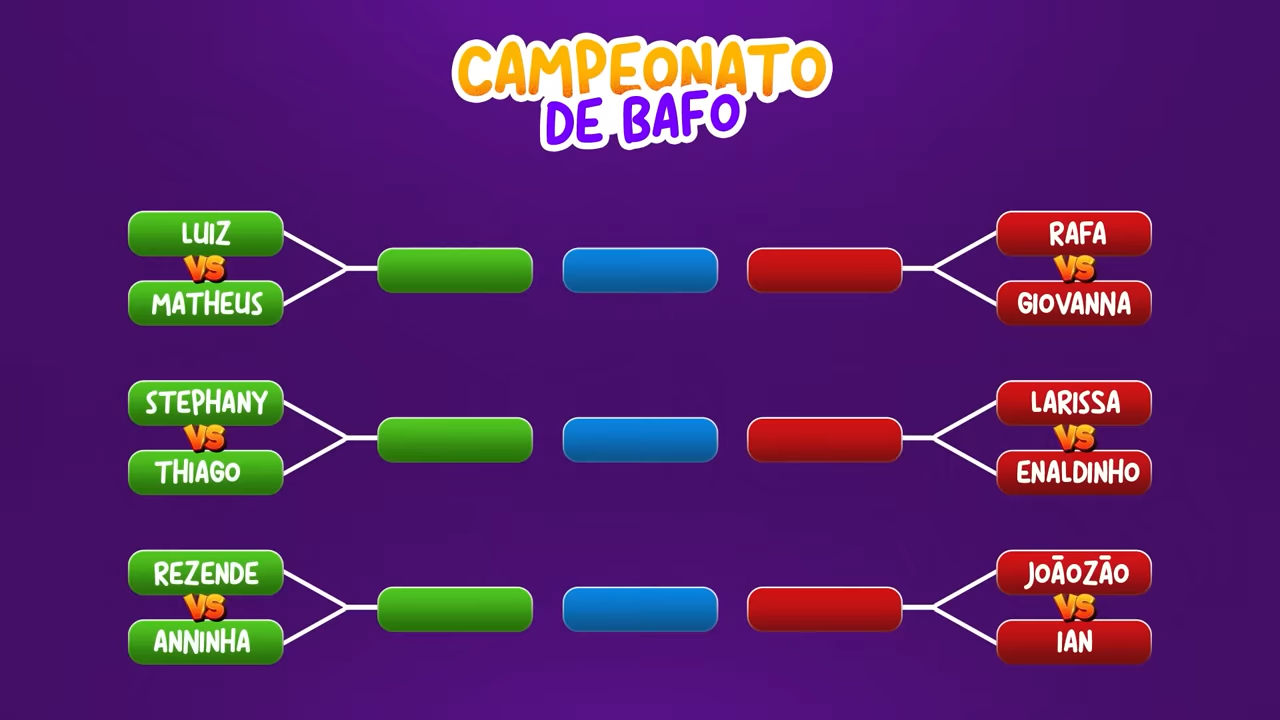 CAMPEONATO
DE BAFO
LUIZ
VS
MATHEUS
RAFA
VS
GIOVANNA
STEPHANY
VS
THIAGO
LARISSA
VS
ENALDINHO
REZENDE
VS
ANNINHA
JOÃOZÃO
VS
IAN